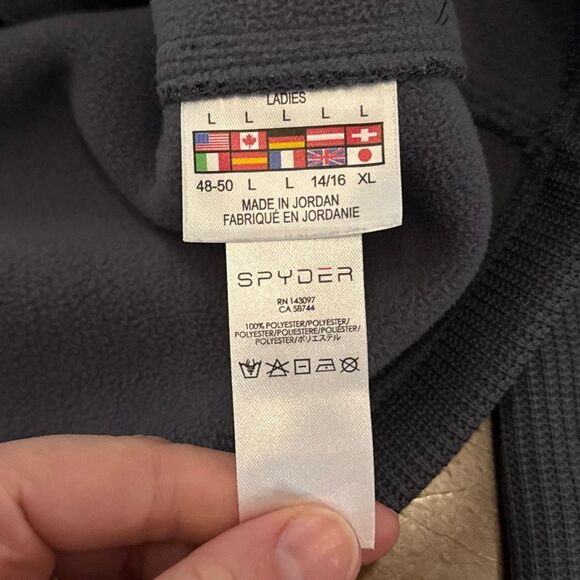 LADIES
L L L L L
48-50 L L 14/16 XL
MADE IN JORDAN
FABRIQUÉ EN JORDANIE
SPYDER
RN 143097
CA 58744
100% POLYESTER/POLYESTER/
POLYESTER/POLIESTERE/POLIÉSTER/
POLYESTER/ポリエステル